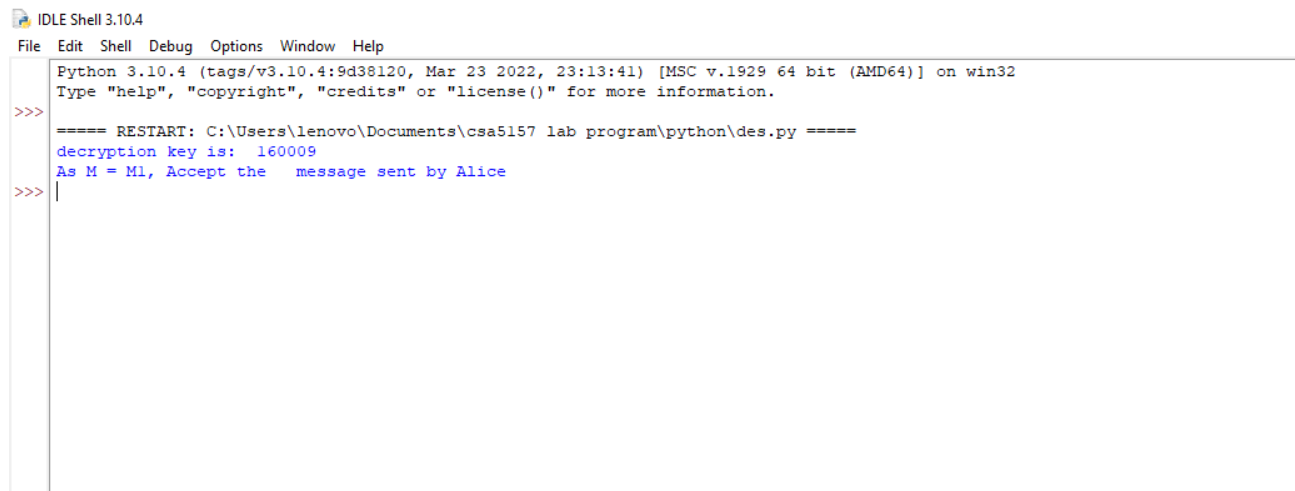 IDLE Shell 3.10.4
File Edit Shell Debug Options Window Help
Python 3.10.4 (tags/v3.10.4:9d38120, Mar 23 2022, 23:13:41) [MSC v.1929 64 bit (AMD64)] on win32
Type "help", "copyright", "credits" or "license()" for more information.
>>>
===== RESTART: C:\Users\lenovo\Documents\csa5157 lab program\python\des.py =====
decryption key is:  160009
As M = M1, Accept the   message sent by Alice
>>>